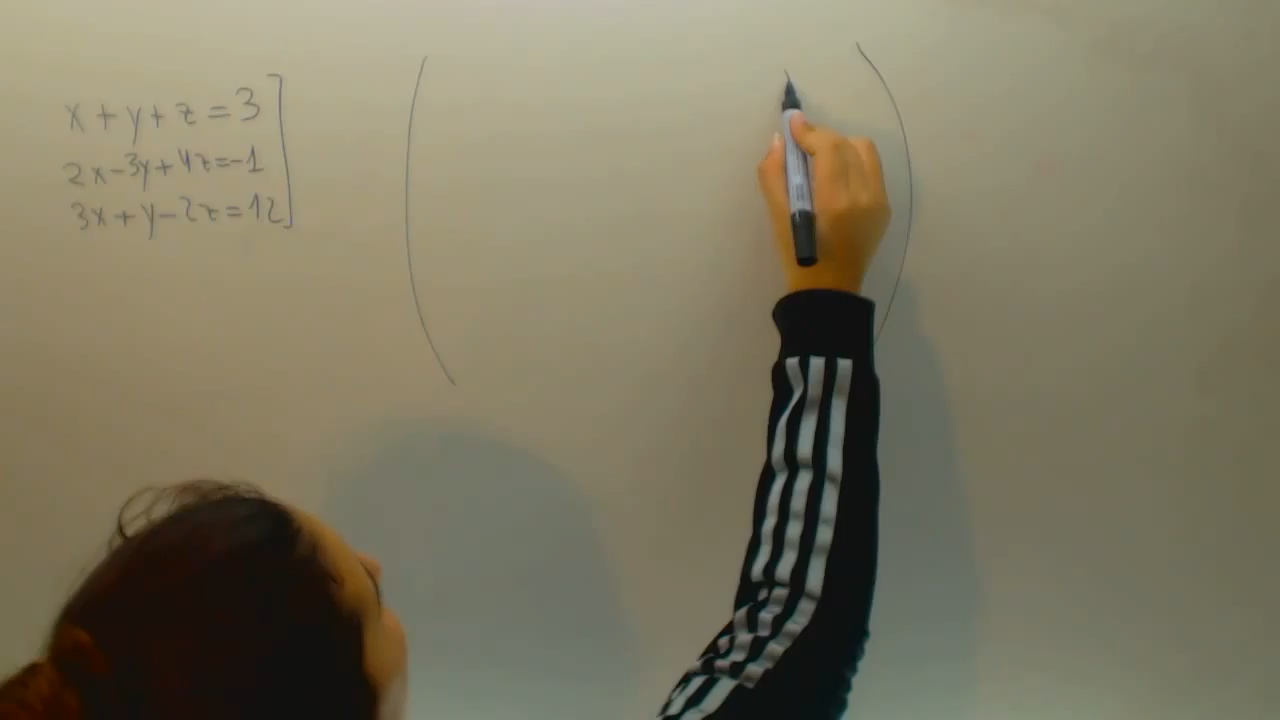 x + y + z = 3
2x - 3y + 4z = -1
3x + y - 2z = 12